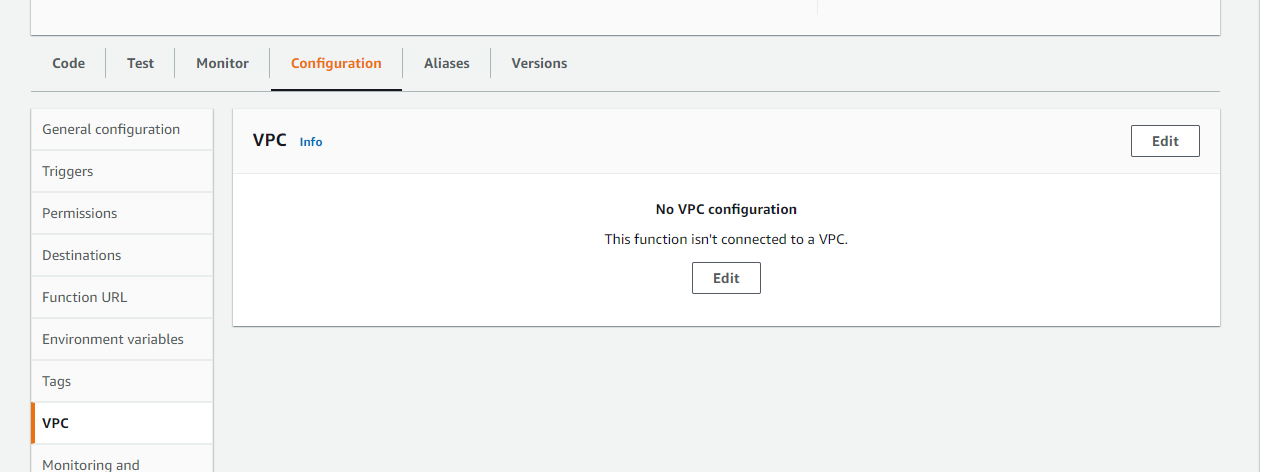 Code
Test
Monitor
Configuration
Aliases
Versions
General configuration
Triggers
Permissions
Destinations
Function URL
Environment variables
Tags
VPC
Monitoring and
VPC Info
Edit
No VPC configuration
This function isn't connected to a VPC.
Edit